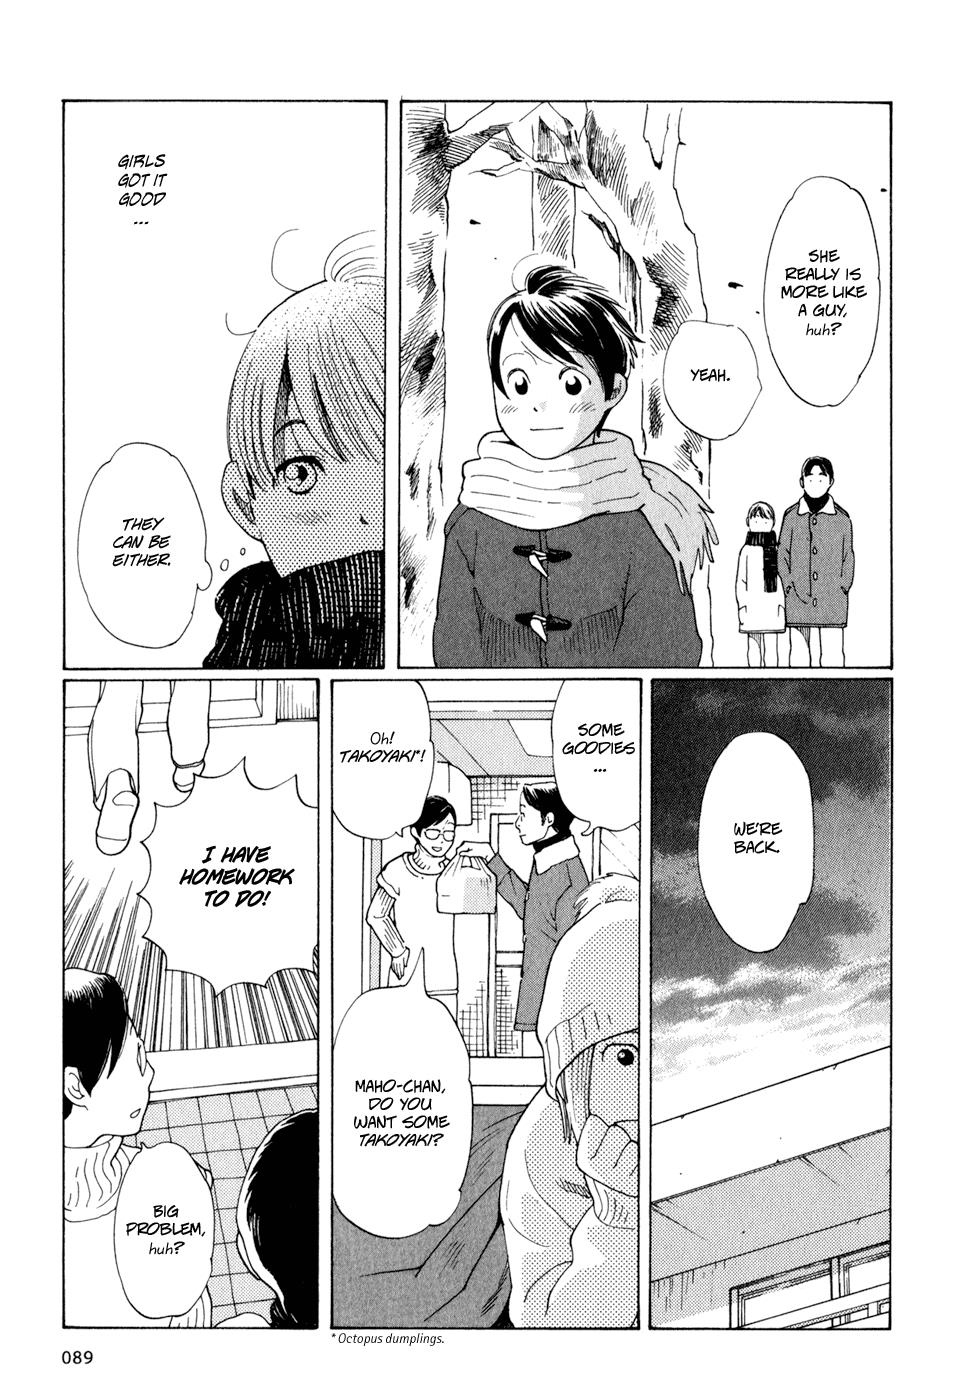 SHE
REALLY IS
MORE LIKE
A GUY,
huh?
YEAH.
GIRLS
GOT IT
GOOD
...
THEY
CAN BE
EITHER.
WE'RE
BACK.
SOME
GOODIES
...
Oh!
TAKOYAKI*!
MAHO-CHAN,
DO YOU
WANT SOME
TAKOYAKI?
I HAVE
HOMEWORK
TO DO!
BIG
PROBLEM,
huh?
* Octopus dumplings.
089